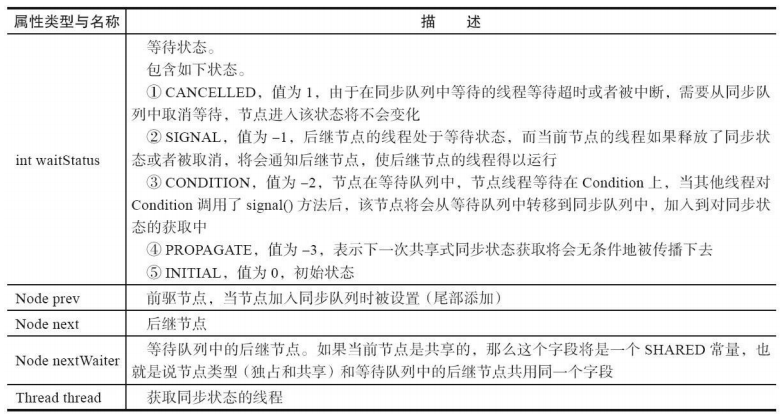 属性类型与名称 描 述
等待状态。
包含如下状态。
① CANCELLED，值为 1，由于在同步队列中等待的线程等待超时或者被中断，需要从同步队
列中取消等待，节点进入该状态将不会变化
② SIGNAL，值为 –1，后继节点的线程处于等待状态，而当前节点的线程如果释放了同步状
态或者被取消，将会通知后继节点，使后继节点的线程得以运行
int waitStatus
③ CONDITION，值为 –2，节点在等待队列中，节点线程等待在 Condition 上，当其他线程对
Condition 调用了 signal() 方法后，该节点将会从等待队列中转移到同步队列中，加入到对同步状
态的获取中
④ PROPAGATE，值为 –3，表示下一次共享式同步状态获取将会无条件地被传播下去
⑤ INITIAL，值为 0，初始状态
Node prev 前驱节点，当节点加入同步队列时被设置（尾部添加）
Node next 后继节点
Node nextWaiter 等待队列中的后继节点。如果当前节点是共享的，那么这个字段将是一个 SHARED 常量，也
就是说节点类型（独占和共享）和等待队列中的后继节点共用同一个字段
Thread thread 获取同步状态的线程